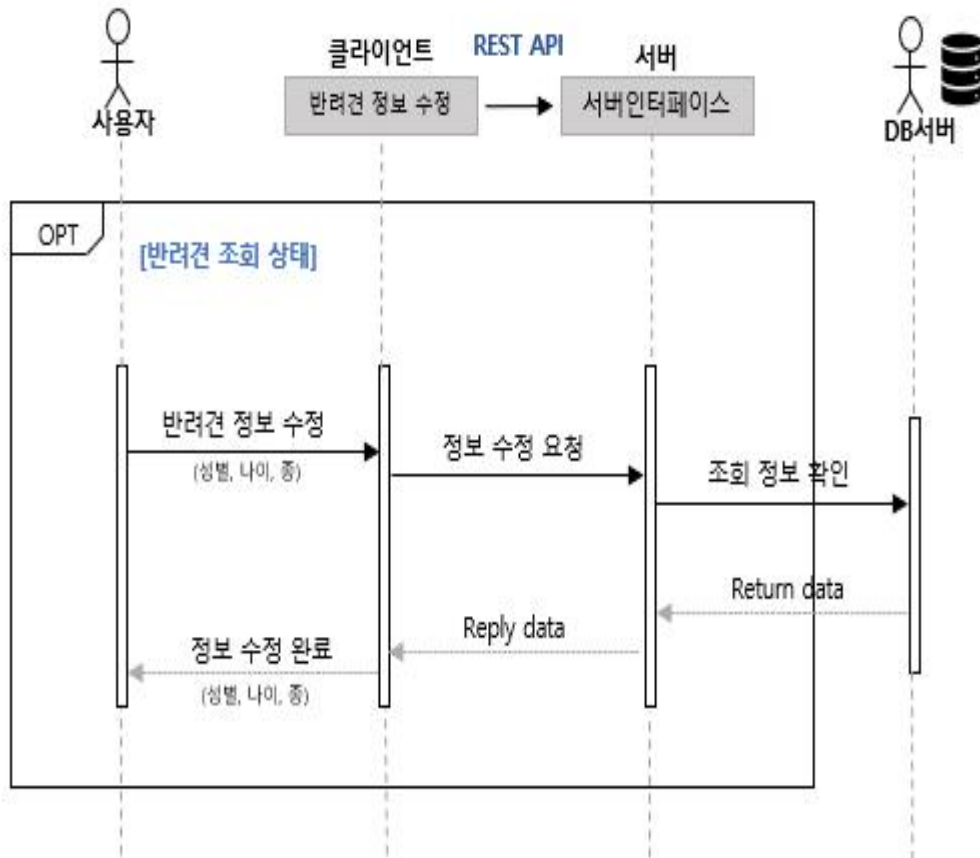 클라이언트
REST API
서버
반려견 정보 수정
서버인터페이스
사용자
DB서버
OPT
[반려견 조회 상태]
반려견 정보 수정
(성별, 나이, 종)
정보 수정 요청
조회 정보 확인
Return data
Reply data
정보 수정 완료
(성별, 나이, 종)